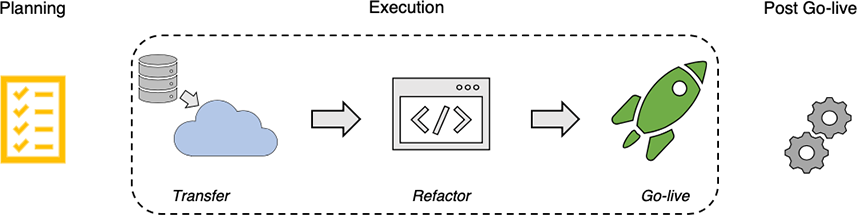 Planning
Execution
Post Go-live
</>
Transfer
Refactor
Go-live